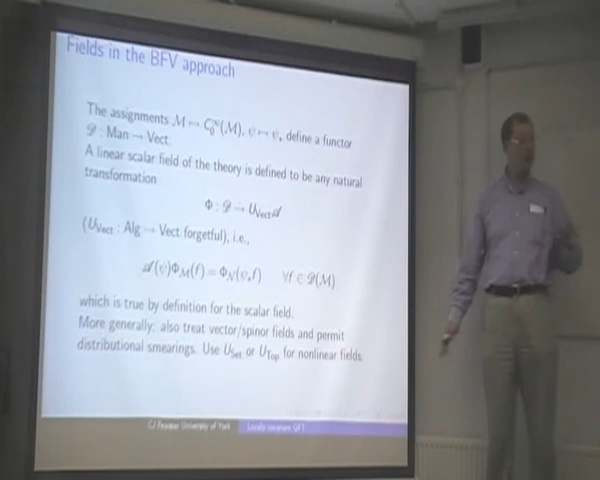 Fields in the BFV approach
The assignments ℳ ↦ C₀^∞(ℳ), ψ ↦ ψ_* define a functor
𝒟 : Man → Vect.
A linear scalar field of the theory is defined to be any natural
transformation
Φ : 𝒟 → U_Vect 𝒜
(U_Vect : Alg → Vect forgetful), i.e.,
𝒜(ψ)Φ_ℳ(f) = Φ_𝒩(ψ_*f) ∀f ∈ 𝒟(ℳ)
which is true by definition for the scalar field.
More generally: also treat vector/spinor fields and permit
distributional smearings. Use U_Set or U_Top for nonlinear fields.
CJ Fewster University of York Locally covariant QFT